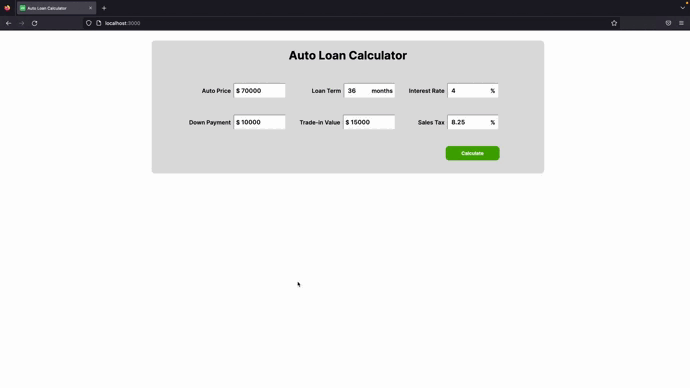 Auto Loan Calculator
localhost:3000
Auto Loan Calculator
Auto Price $ 70000 Loan Term 36 months Interest Rate 4 %
Down Payment $ 10000 Trade-in Value $ 15000 Sales Tax 8.25 %
Calculate